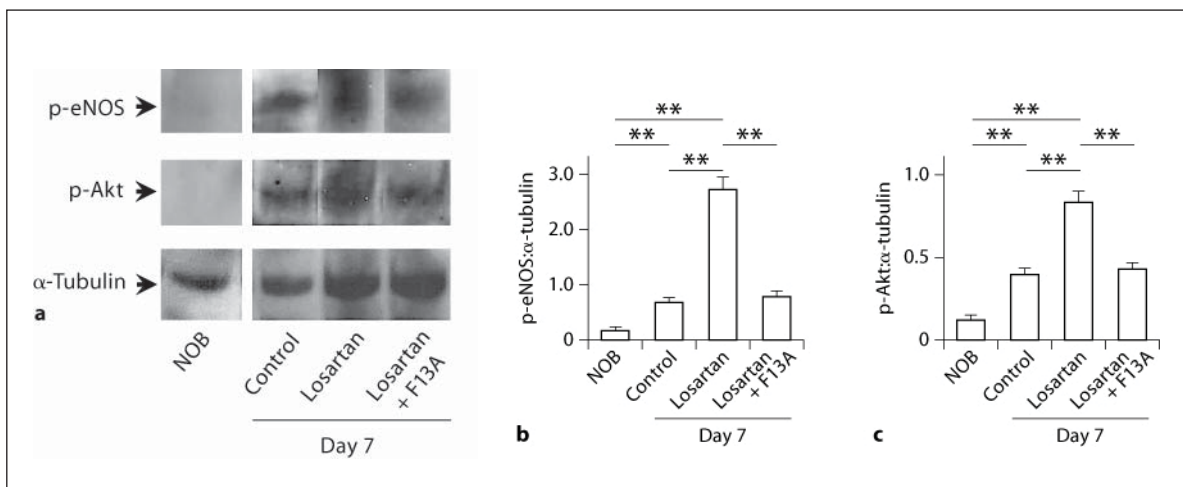 p-eNOS
p-Akt
α-Tubulin
a
NOB
Control
Losartan
Losartan
+ F13A
Day 7
**
**
**
**
p-eNOS:α-tubulin
3.0
2.0
1.0
0
NOB
Control
Losartan
Losartan
+ F13A
b
Day 7
**
**
**
**
p-Akt:α-tubulin
1.0
0.5
0
NOB
Control
Losartan
Losartan
+ F13A
c
Day 7